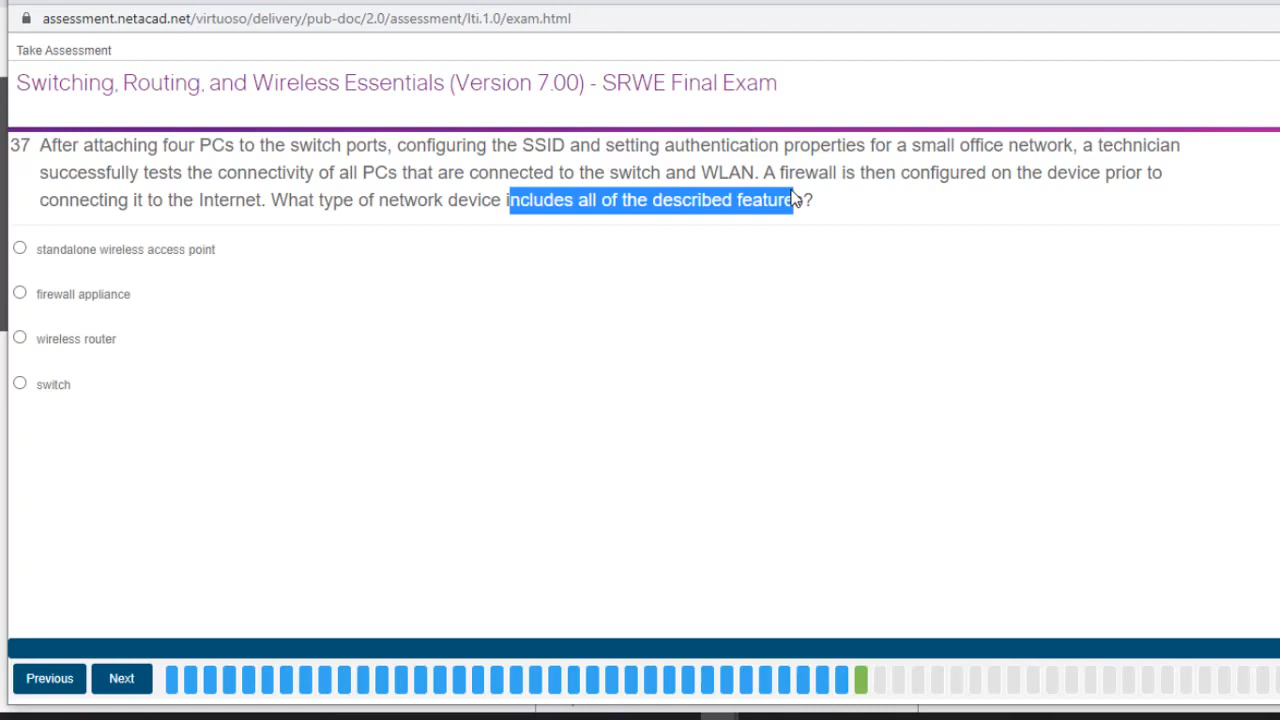 assessment.netacad.net/virtuoso/delivery/pub-doc/2.0/assessment/lti.1.0/exam.html
Take Assessment
Switching, Routing, and Wireless Essentials (Version 7.00) - SRWE Final Exam
37 After attaching four PCs to the switch ports, configuring the SSID and setting authentication properties for a small office network, a technician
successfully tests the connectivity of all PCs that are connected to the switch and WLAN. A firewall is then configured on the device prior to
connecting it to the Internet. What type of network device includes all of the described features?
standalone wireless access point
firewall appliance
wireless router
switch
Previous Next